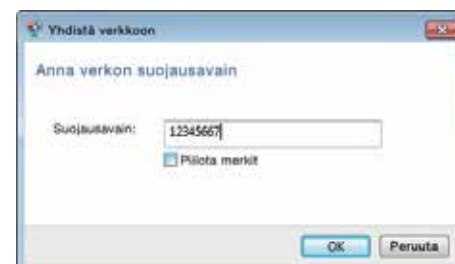 Yhdistä verkkoon
Anna verkon suojausavain
Suojausavain: 12345667
Piilota merkit
OK Peruuta